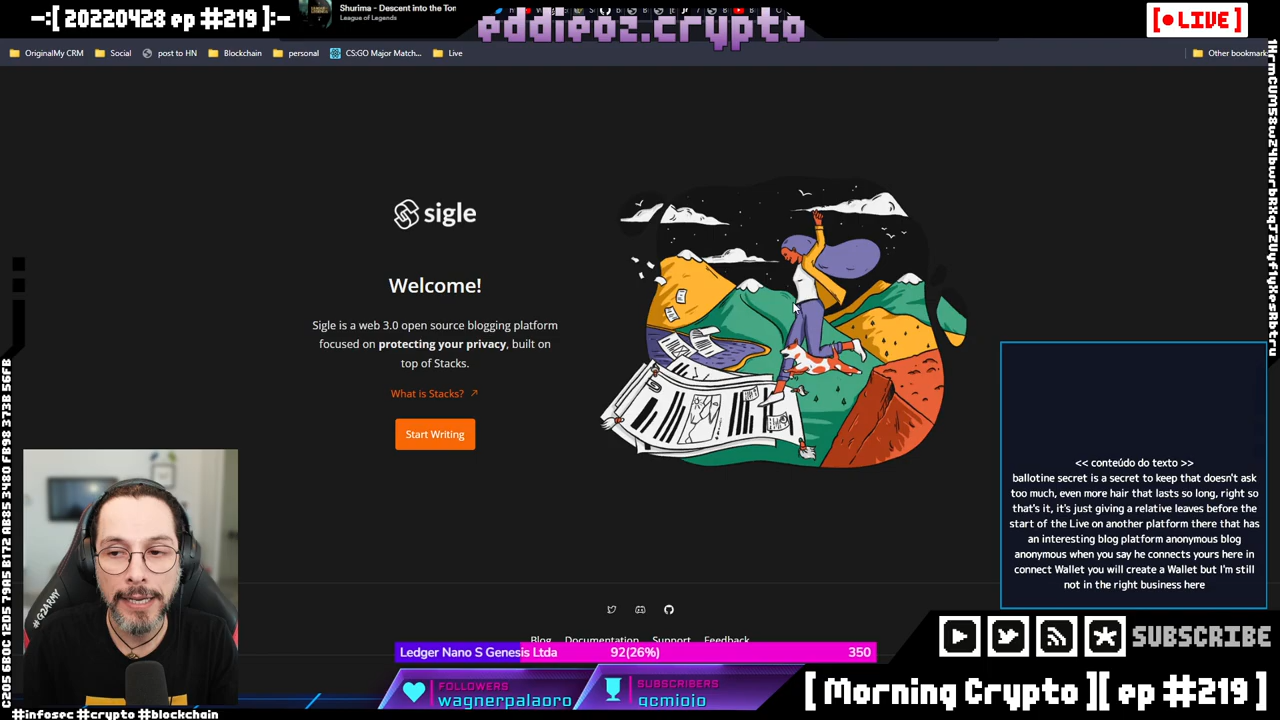 -:[ 20220428 ep #219 ]:-
Shurima - Descent into the Tom
League of Legends
eddieoz.crypto
[ LIVE ]
OriginalMy CRM
Social
post to HN
Blockchain
personal
CS:GO Major Match...
Live
Other bookmark
sigle
Welcome!
Sigle is a web 3.0 open source blogging platform
focused on protecting your privacy, built on
top of Stacks.
What is Stacks? ↗
Start Writing
<< conteúdo do texto >>
ballotine secret is a secret to keep that doesn't ask
too much, even more hair that lasts so long, right so
that's it, it's just giving a relative leaves before the
start of the Live on another platform there that has
an interesting blog platform anonymous blog
anonymous when you say he connects yours here in
connect Wallet you will create a Wallet but I'm still
not in the right business here
#G2ARMY
Blog
Documentation
Support
Feedback
Ledger Nano S Genesis Ltda
92(26%)
350
FOLLOWERS
wagnerpalaoro
SUBSCRIBERS
gcmiojo
SUBSCRIBE
[ Morning Crypto ][ ep #219 ]
#infosec #crypto #blockchain